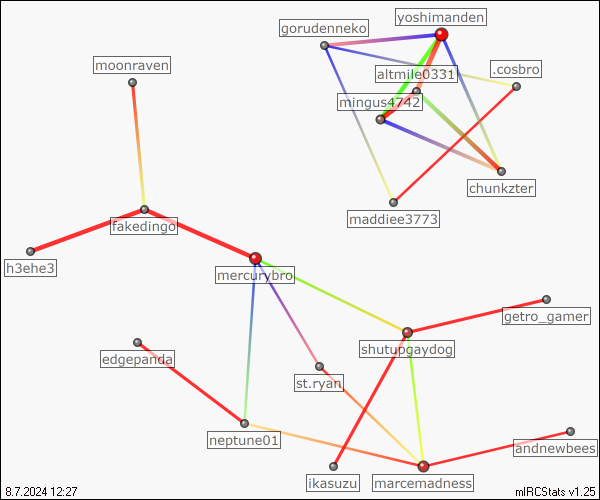 yoshimanden
gorudenneko
moonraven
altmile0331
.cosbro
mingus4742
chunkzter
maddiee3773
fakedingo
h3ehe3
mercurybro
getro_gamer
shutupgaydog
edgepanda
st.ryan
neptune01
andnewbees
ikasuzu
marcemadness
8.7.2024 12:27
mIRCStats v1.25